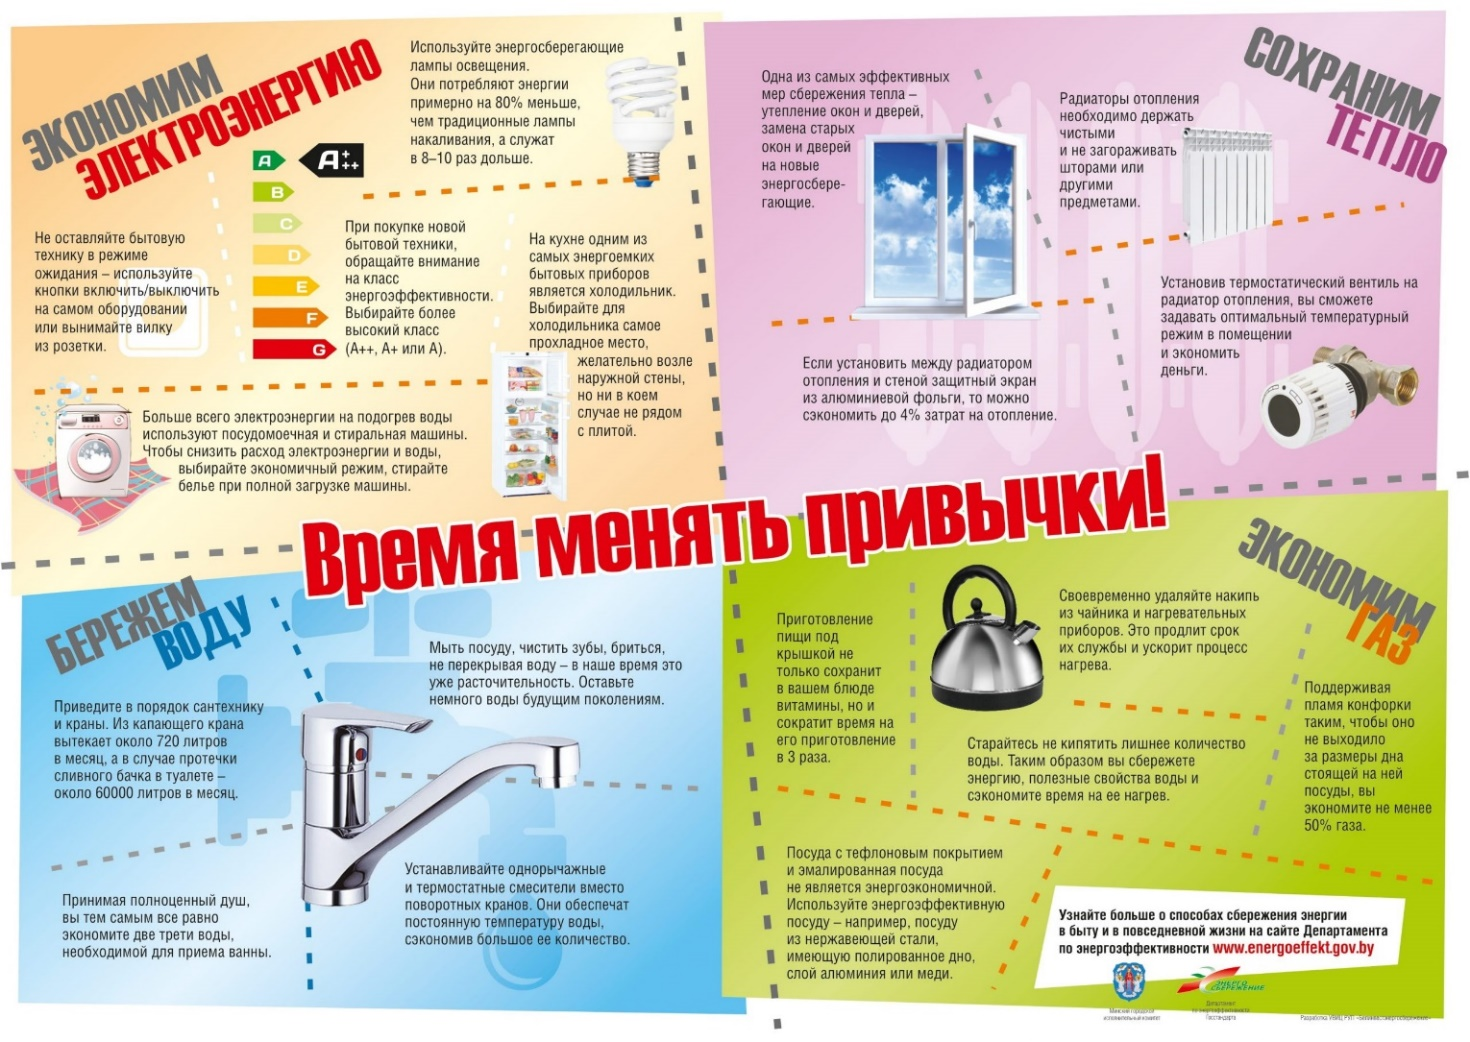 ЭКОНОМИМ
ЭЛЕКТРОЭНЕРГИЮ
Используйте энергосберегающие
лампы освещения.
Они потребляют энергии
примерно на 80% меньше,
чем традиционные лампы
накаливания, а служат
в 8–10 раз дольше.
A
A+
++
B
C
D
E
F
G
Не оставляйте бытовую
технику в режиме
ожидания – используйте
кнопки включить/выключить
на самом оборудовании
или вынимайте вилку
из розетки.
При покупке новой
бытовой техники,
обращайте внимание
на класс
энергоэффективности.
Выбирайте более
высокий класс
(А++, А+ или А).
На кухне одним из
самых энергоемких
бытовых приборов
является холодильник.
Выбирайте для
холодильника самое
прохладное место,
желательно возле
наружной стены,
но ни в коем
случае не рядом
с плитой.
Больше всего электроэнергии на подогрев воды
используют посудомоечная и стиральная машины.
Чтобы снизить расход электроэнергии и воды,
выбирайте экономичный режим, стирайте
белье при полной загрузке машины.
СОХРАНИМ
ТЕПЛО
Одна из самых эффективных
мер сбережения тепла –
утепление окон и дверей,
замена старых
окон и дверей
на новые
энергосбере-
гающие.
Радиаторы отопления
необходимо держать
чистыми
и не загораживать
шторами или
другими
предметами.
Установив термостатический вентиль на
радиатор отопления, вы сможете
задавать оптимальный температурный
режим в помещении
и экономить
деньги.
Если установить между радиатором
отопления и стеной защитный экран
из алюминиевой фольги, то можно
сэкономить до 4% затрат на отопление.
Время менять привычки!
БЕРЕЖЕМ
ВОДУ
Мыть посуду, чистить зубы, бриться,
не перекрывая воду – в наше время это
уже расточительность. Оставьте
немного воды будущим поколениям.
Приведите в порядок сантехнику
и краны. Из капающего крана
вытекает около 720 литров
в месяц, а в случае протечки
сливного бачка в туалете –
около 60000 литров в месяц.
Устанавливайте однорычажные
и термостатные смесители вместо
поворотных кранов. Они обеспечат
постоянную температуру воды,
сэкономив большое ее количество.
Принимая полноценный душ,
вы тем самым все равно
экономите две трети воды,
необходимой для приема ванны.
ЭКОНОМИМ
ГАЗ
Приготовление
пищи под
крышкой не
только сохранит
в вашем блюде
витамины, но и
сократит время на
его приготовление
в 3 раза.
Своевременно удаляйте накипь
из чайника и нагревательных
приборов. Это продлит срок
их службы и ускорит процесс
нагрева.
Старайтесь не кипятить лишнее количество
воды. Таким образом вы сбережете
энергию, полезные свойства воды и
сэкономите время на ее нагрев.
Поддерживая
пламя конфорки
таким, чтобы оно
не выходило
за размеры дна
стоящей на ней
посуды, вы
экономите не менее
50% газа.
Посуда с тефлоновым покрытием
и эмалированная посуда
не является энергоэкономичной.
Используйте энергоэффективную
посуду – например, посуду
из нержавеющей стали,
имеющую полированное дно,
слой алюминия или меди.
Узнайте больше о способах сбережения энергии
в быту и в повседневной жизни на сайте Департамента
по энергоэффективности www.energoeffekt.gov.by
ЭНЕРГО
СБЕРЕЖЕНИЕ
Минский городской
исполнительный комитет
Департамент
по энергоэффективности
Госстандарта